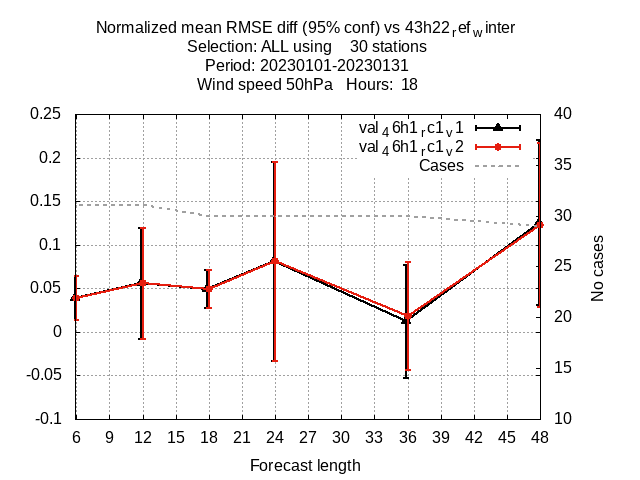 Normalized mean RMSE diff (95% conf) vs 43h22refwinter
Selection: ALL using 30 stations
Period: 20230101-20230131
Wind speed 50hPa Hours: 18
val46h1rc1v1
val46h1rc1v2
Cases
0.25
0.2
0.15
0.1
0.05
0
-0.05
-0.1
40
35
30
25
20
15
10
No cases
6 9 12 15 18 21 24 27 30 33 36 39 42 45 48
Forecast length